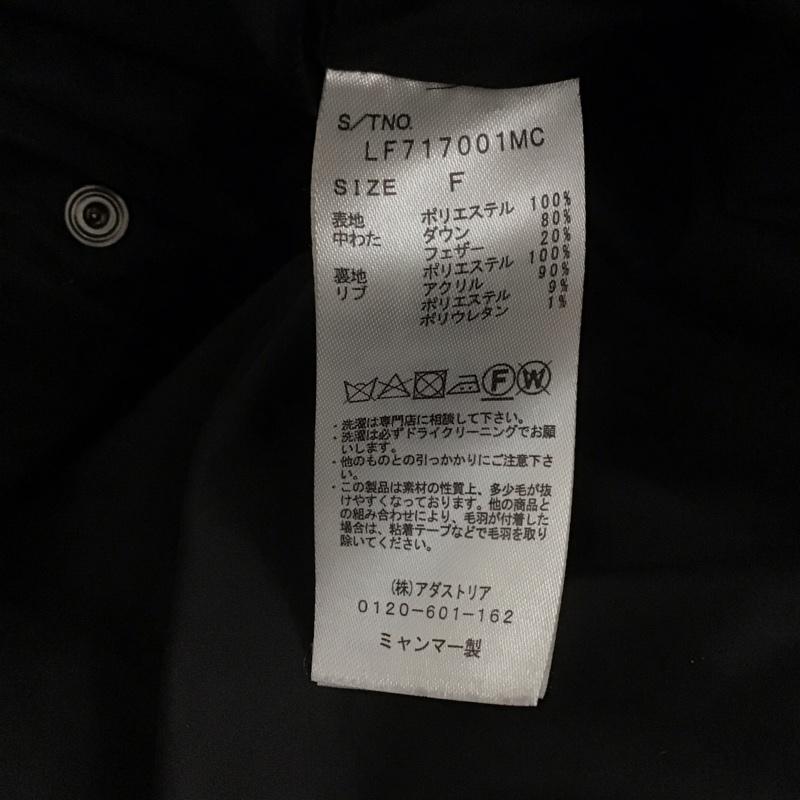 S/TNO.
LF717001MC
SIZE F
表地 ポリエステル 100%
中わた ダウン 80%
フェザー 20%
裏地 ポリエステル 100%
リブ アクリル 90%
ポリエステル 9%
ポリウレタン 1%
F W
・洗濯は専門店に相談して下さい。
・洗濯は必ずドライクリーニングでお願
いします。
・他のものとの引っかかりにご注意下さ
い。
・この製品は素材の性質上、多少毛が抜
けやすくなっております。他の商品と
の組み合わせにより、毛羽が付着した
場合は、粘着テープなどで毛羽を取り
除いてください。
(株)アダストリア
0120-601-162
ミャンマー製